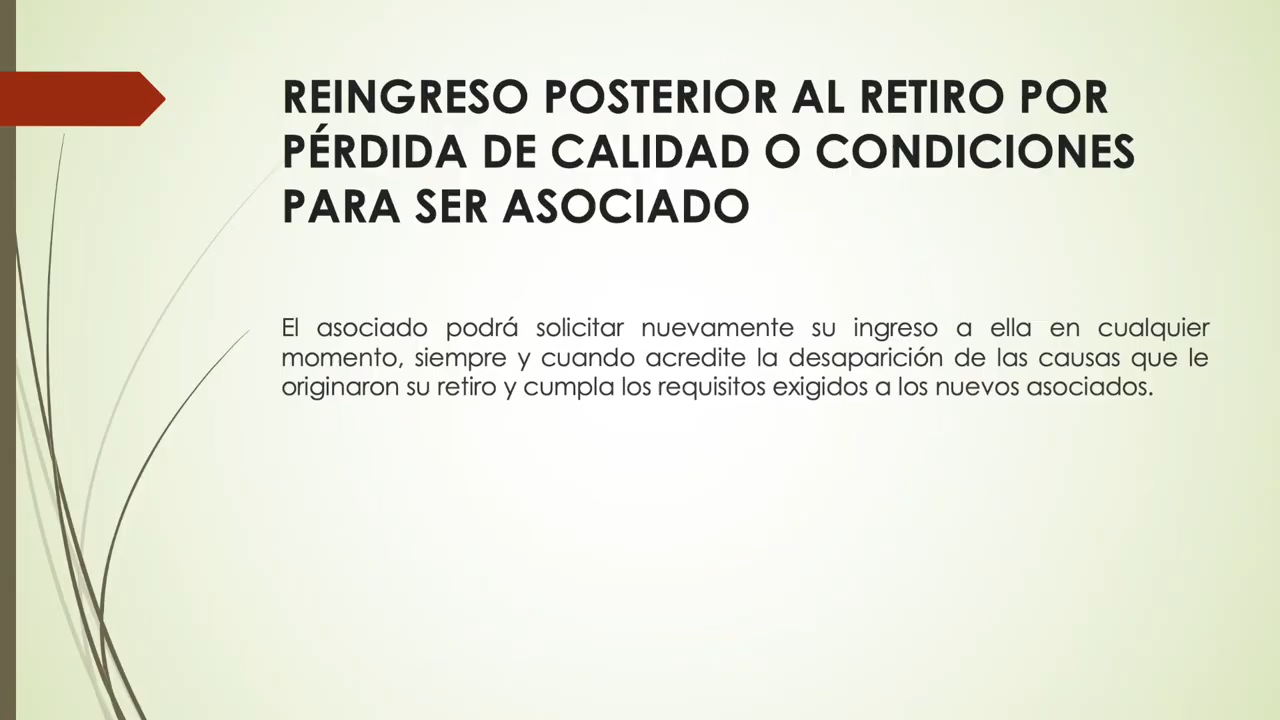 REINGRESO POSTERIOR AL RETIRO POR
PÉRDIDA DE CALIDAD O CONDICIONES
PARA SER ASOCIADO
El asociado podrá solicitar nuevamente su ingreso a ella en cualquier
momento, siempre y cuando acredite la desaparición de las causas que le
originaron su retiro y cumpla los requisitos exigidos a los nuevos asociados.